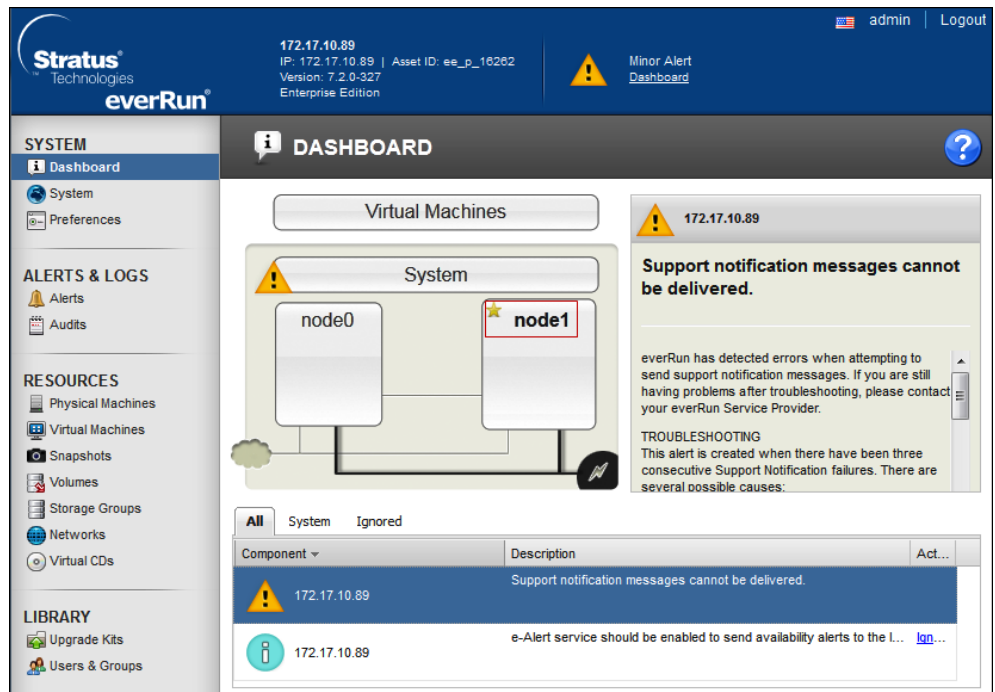 admin | Logout
Stratus®
™ Technologies
everRun®
172.17.10.89
IP: 172.17.10.89 | Asset ID: ee_p_16262
Version: 7.2.0-327
Enterprise Edition
Minor Alert
Dashboard
SYSTEM
Dashboard
System
Preferences
ALERTS & LOGS
Alerts
Audits
RESOURCES
Physical Machines
Virtual Machines
Snapshots
Volumes
Storage Groups
Networks
Virtual CDs
LIBRARY
Upgrade Kits
Users & Groups
DASHBOARD
?
Virtual Machines
System
node0
node1
172.17.10.89
Support notification messages cannot
be delivered.
everRun has detected errors when attempting to
send support notification messages. If you are still
having problems after troubleshooting, please contact
your everRun Service Provider.
TROUBLESHOOTING
This alert is created when there have been three
consecutive Support Notification failures. There are
several possible causes:
All System Ignored
Component Description Act...
172.17.10.89 Support notification messages cannot be delivered.
172.17.10.89 e-Alert service should be enabled to send availability alerts to the l... Ign...